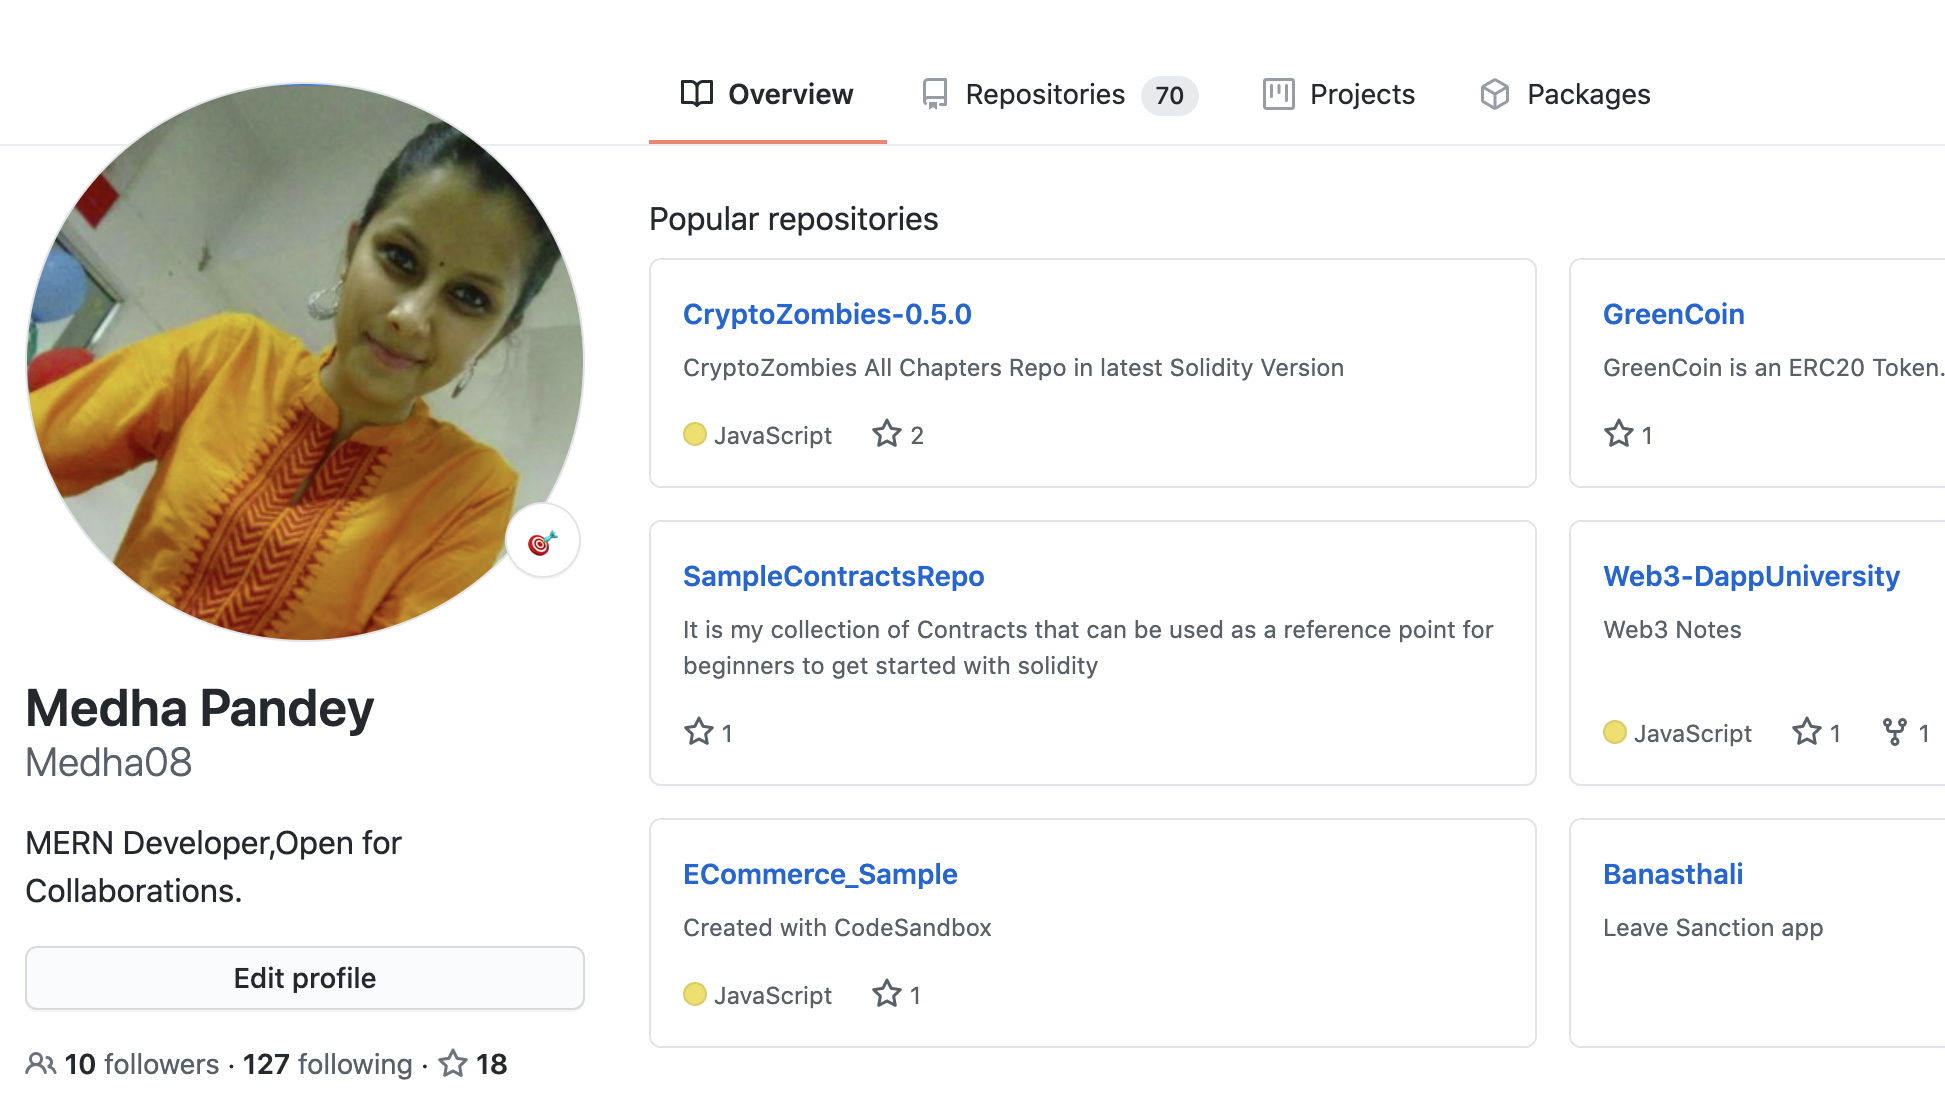 Overview
Repositories 70
Projects
Packages
Medha Pandey
Medha08
MERN Developer,Open for
Collaborations.
Edit profile
10 followers · 127 following · 18
Popular repositories
CryptoZombies-0.5.0
CryptoZombies All Chapters Repo in latest Solidity Version
JavaScript 2
GreenCoin
GreenCoin is an ERC20 Token.
1
SampleContractsRepo
It is my collection of Contracts that can be used as a reference point for
beginners to get started with solidity
1
Web3-DappUniversity
Web3 Notes
JavaScript 1 1
ECommerce_Sample
Created with CodeSandbox
JavaScript 1
Banasthali
Leave Sanction app